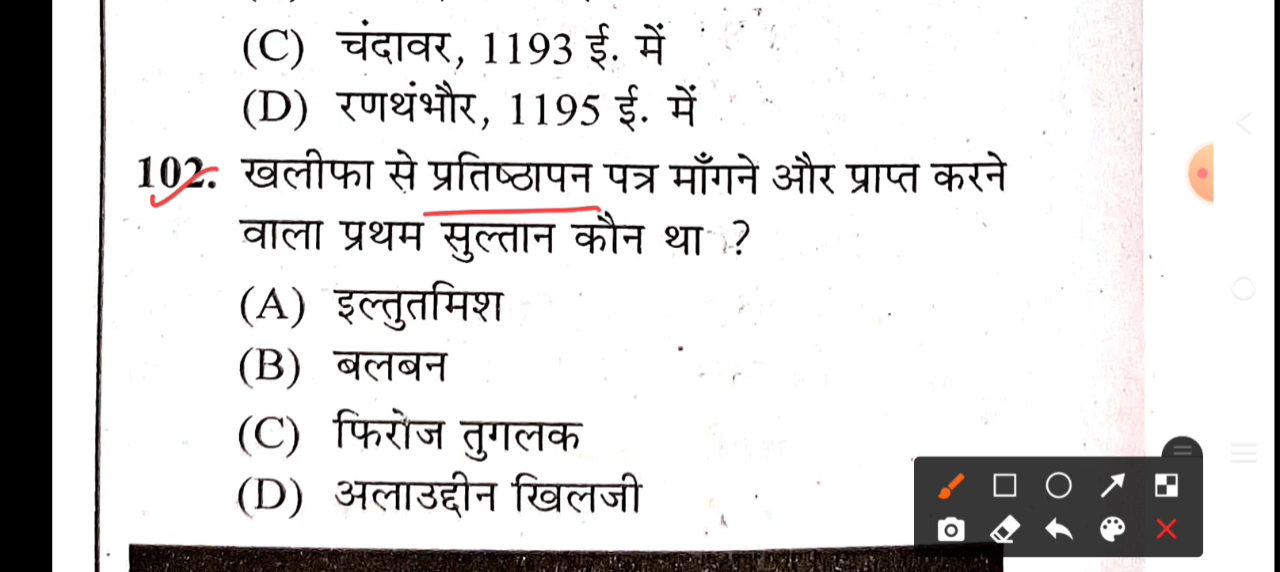 (C) चंदावर, 1193 ई. में
(D) रणथंभौर, 1195 ई. में
102. खलीफा से प्रतिष्ठापन पत्र माँगने और प्राप्त करने
वाला प्रथम सुल्तान कौन था ?
(A) इल्तुतमिश
(B) बलबन
(C) फिरोज तुगलक
(D) अलाउद्दीन खिलजी